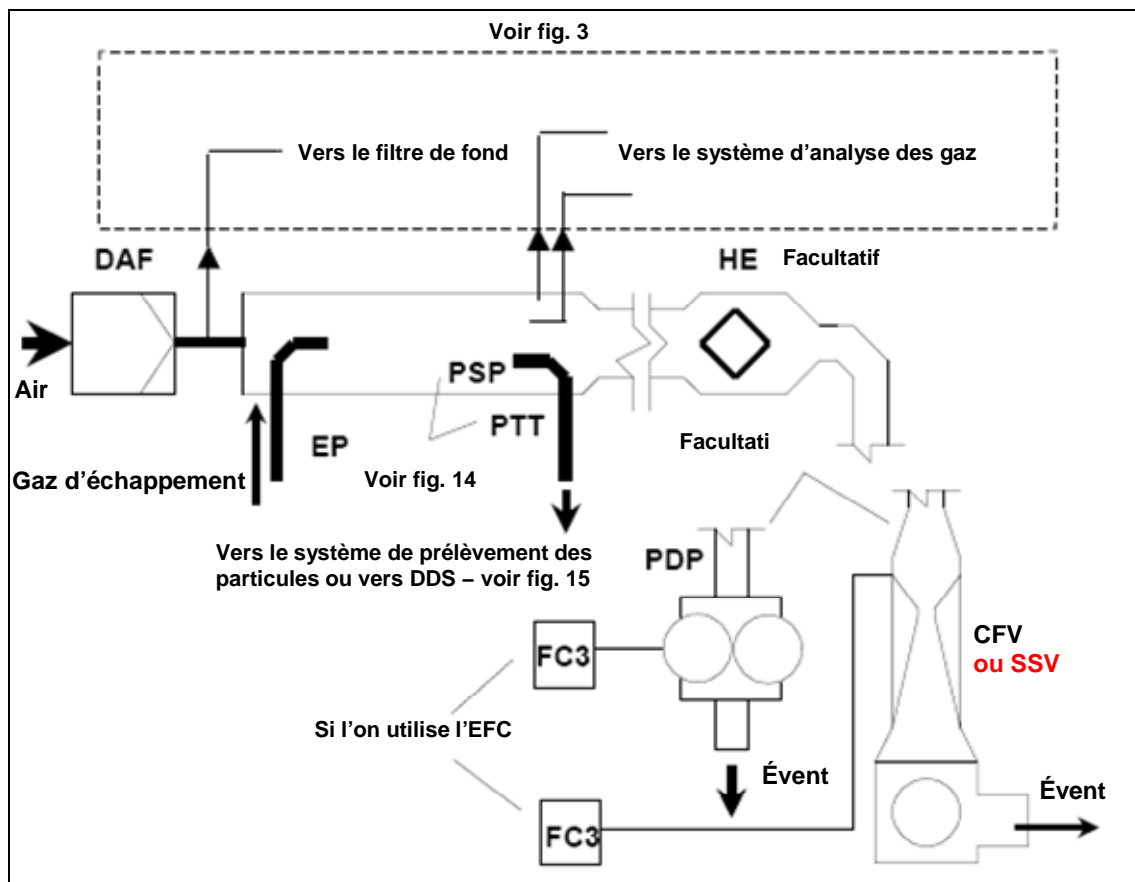 Voir fig. 3
Vers le filtre de fond
Vers le système d'analyse des gaz
DAF
HE
Facultatif
Air
PSP
PTT
EP
Facultati
Gaz d'échappement
Voir fig. 14
Vers le système de prélèvement des
particules ou vers DDS – voir fig. 15
PDP
FC3
CFV
ou SSV
Si l'on utilise l'EFC
Évent
Évent
FC3